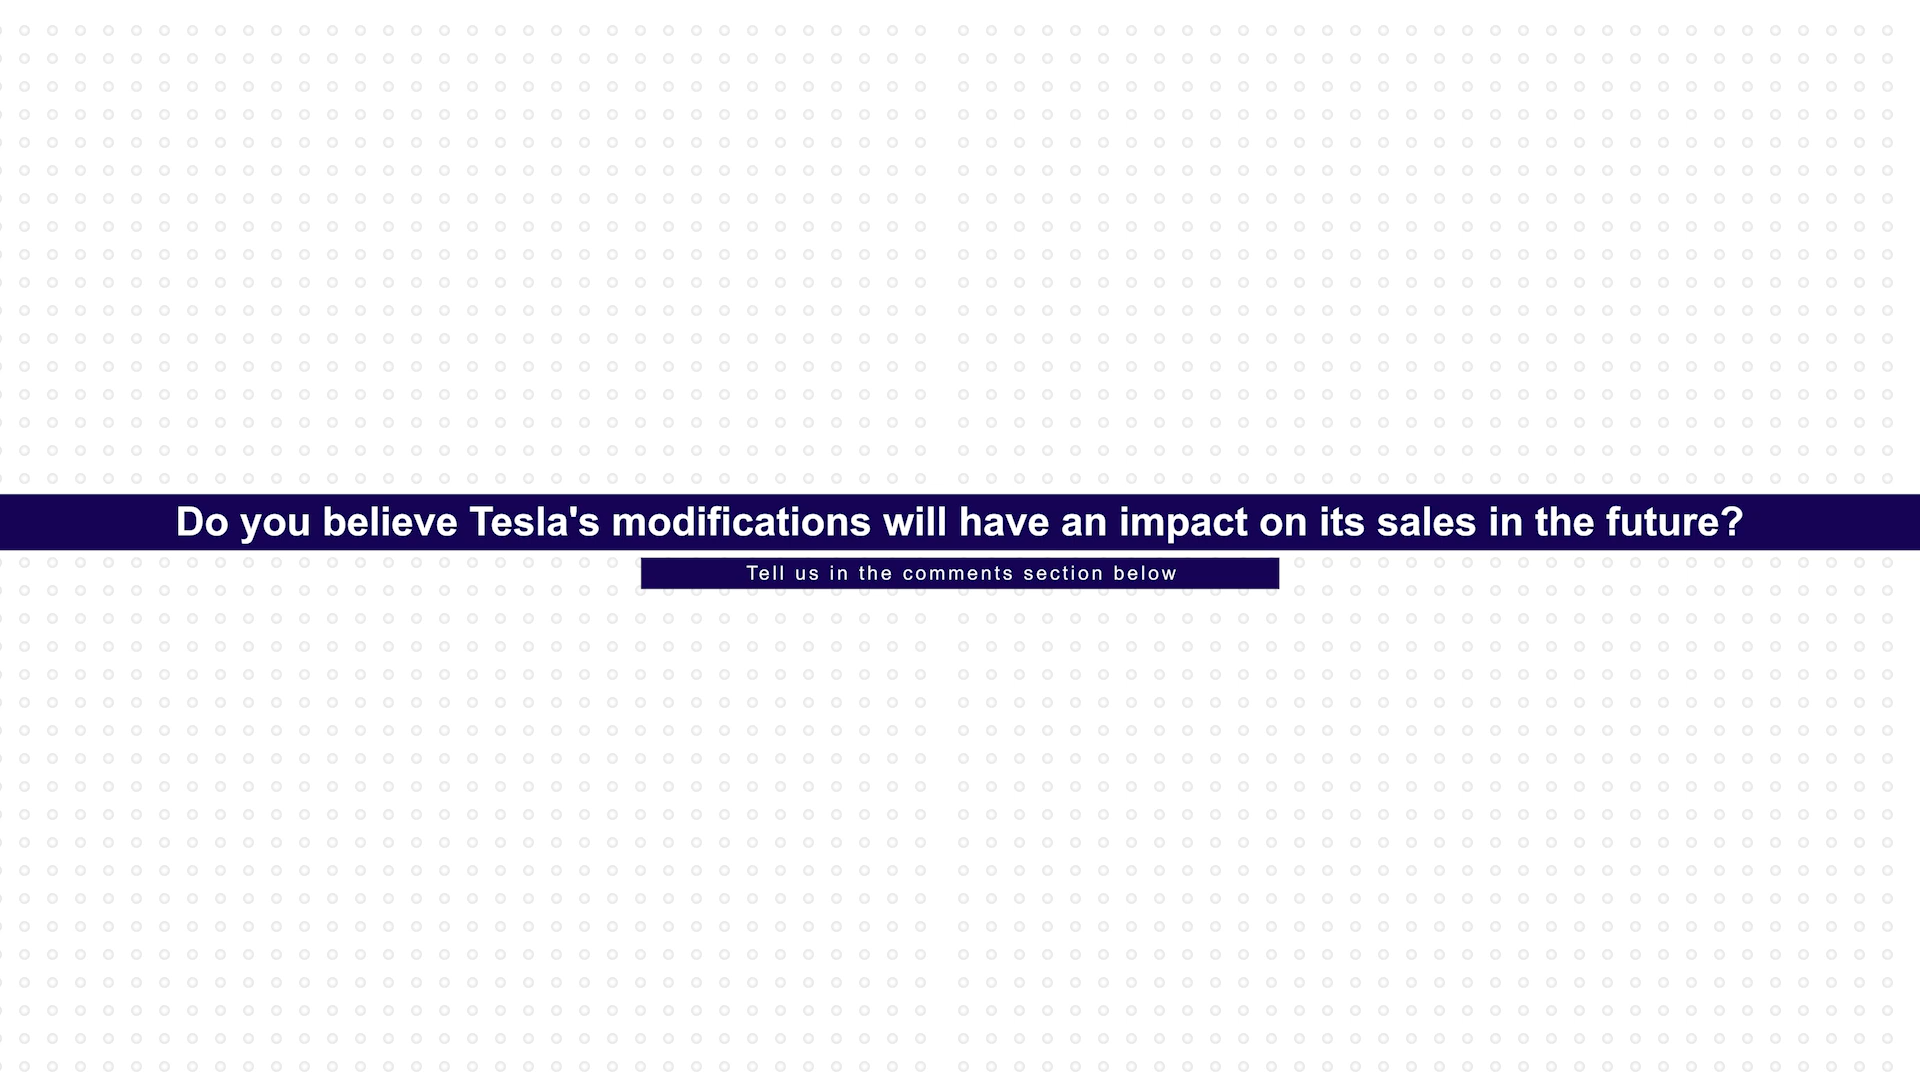 Do you believe Tesla's modifications will have an impact on its sales in the future?
Tell us in the comments section below